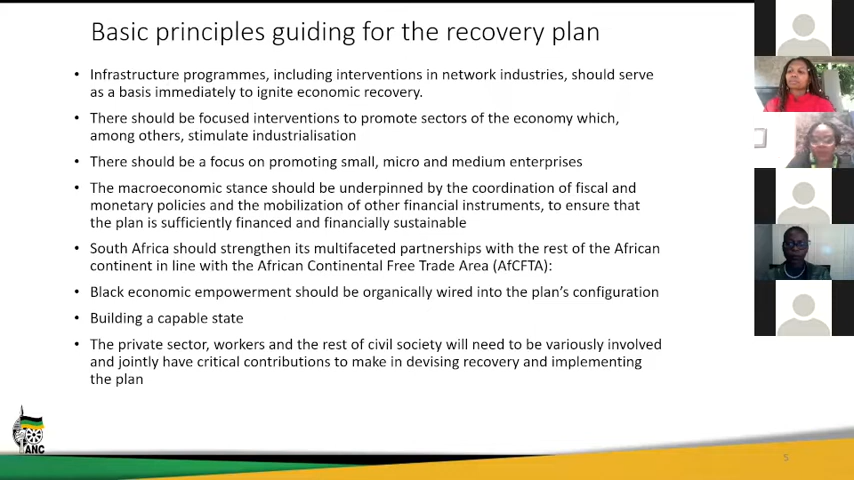 Basic principles guiding for the recovery plan
• Infrastructure programmes, including interventions in network industries, should serve
as a basis immediately to ignite economic recovery.
• There should be focused interventions to promote sectors of the economy which,
among others, stimulate industrialisation
• There should be a focus on promoting small, micro and medium enterprises
• The macroeconomic stance should be underpinned by the coordination of fiscal and
monetary policies and the mobilization of other financial instruments, to ensure that
the plan is sufficiently financed and financially sustainable
• South Africa should strengthen its multifaceted partnerships with the rest of the African
continent in line with the African Continental Free Trade Area (AfCFTA):
• Black economic empowerment should be organically wired into the plan's configuration
• Building a capable state
• The private sector, workers and the rest of civil society will need to be variously involved
and jointly have critical contributions to make in devising recovery and implementing
the plan
ANC
5